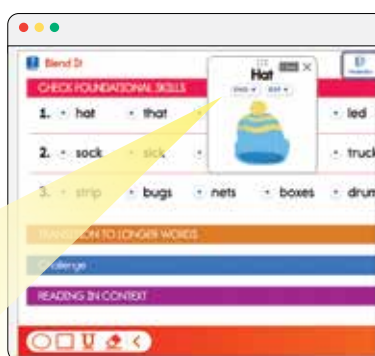 Blend It
Hat
CHECK FOUNDATIONAL SKILLS
1. • hat • that • led
2. • sock • sick • truck
3. • strip • bugs • nets • boxes • drum
TRANSITION TO LONGER WORDS
Challenge
READING IN CONTEXT